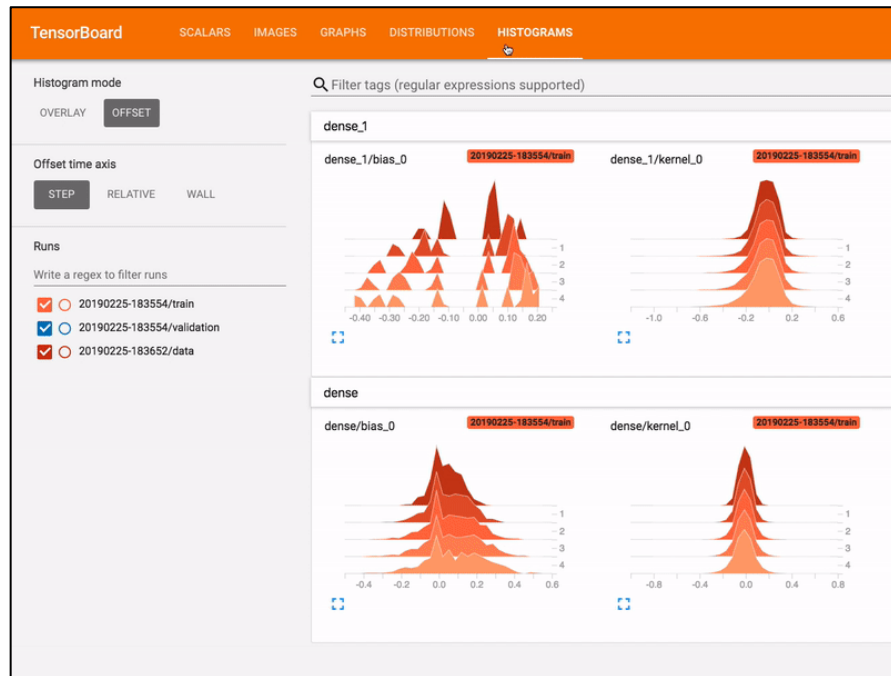 TensorBoard SCALARS IMAGES GRAPHS DISTRIBUTIONS HISTOGRAMS
Histogram mode
OVERLAY OFFSET
Offset time axis
STEP RELATIVE WALL
Runs
Write a regex to filter runs
20190225-183554/train
20190225-183554/validation
20190225-183652/data
Filter tags (regular expressions supported)
dense_1
dense_1/bias_0 20190225-183554/train
1
2
3
4
-0.40 -0.30 -0.20 -0.10 0.00 0.10 0.20
dense_1/kernel_0 20190225-183554/train
1
2
3
4
-1.0 -0.6 -0.2 0.2 0.6
dense
dense/bias_0 20190225-183554/train
1
2
3
4
-0.4 -0.2 0.0 0.2 0.4 0.6
dense/kernel_0 20190225-183554/train
1
2
3
4
-0.8 -0.4 0.0 0.4 0.8